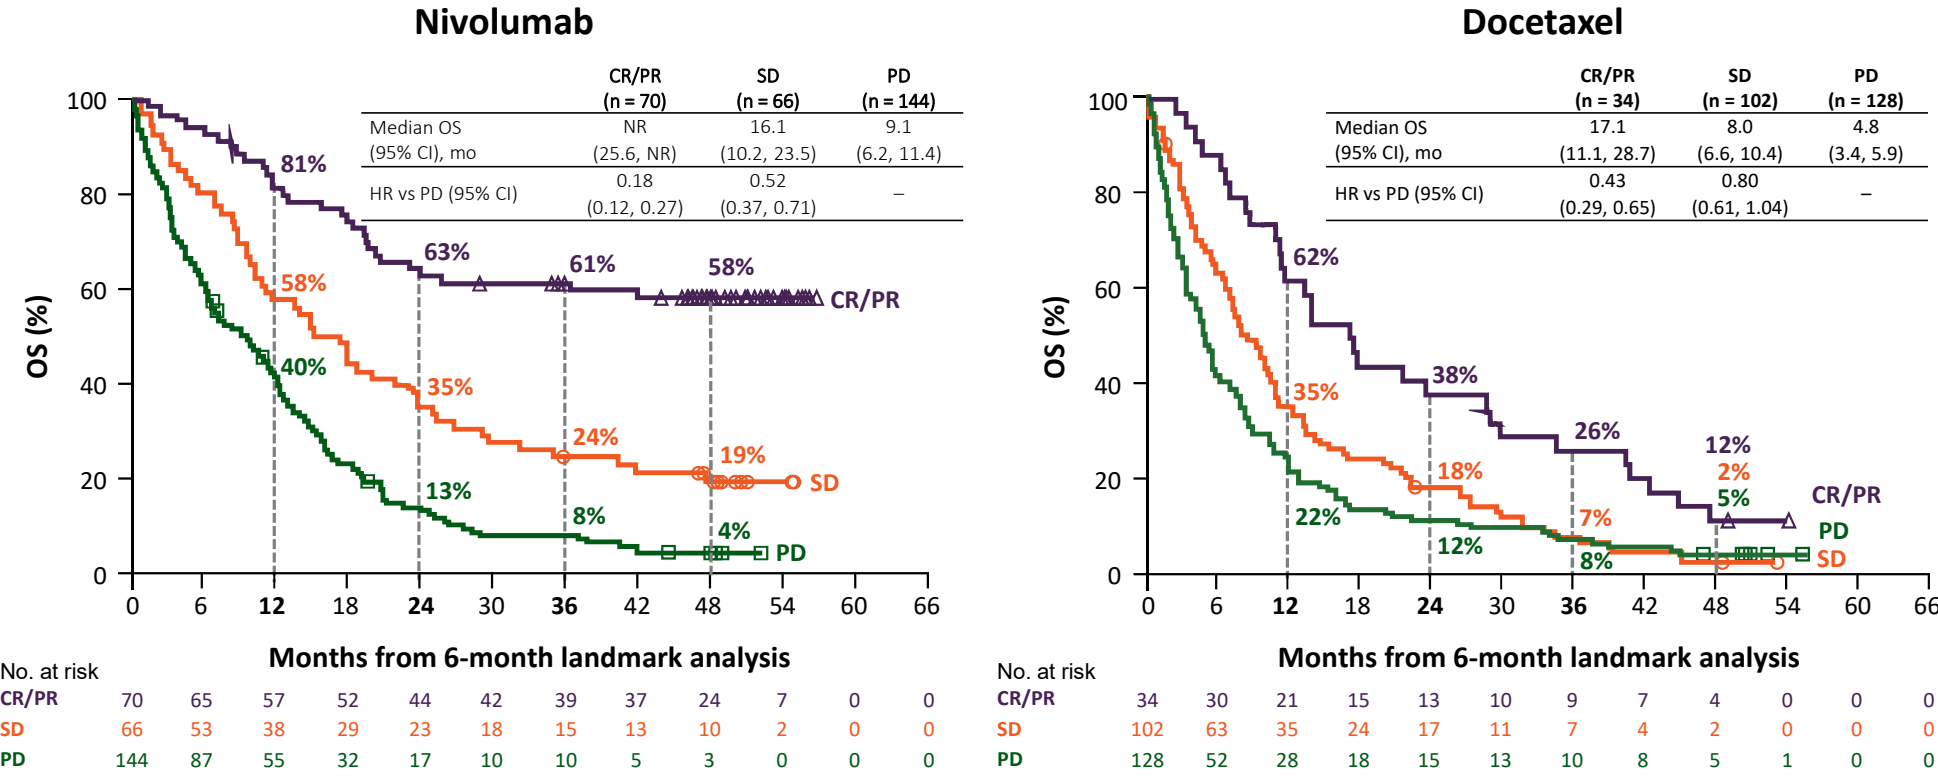 Nivolumab
CR/PR SD PD
(n = 70) (n = 66) (n = 144)
Median OS NR 16.1 9.1
(95% CI), mo (25.6, NR) (10.2, 23.5) (6.2, 11.4)
HR vs PD (95% CI) 0.18 0.52 –
(0.12, 0.27) (0.37, 0.71)
OS (%)
100
80
60
40
20
0
81%
63%
61%
58%
CR/PR
58%
35%
24%
19%
SD
40%
13%
8%
4%
PD
0 6 12 18 24 30 36 42 48 54 60 66
Months from 6-month landmark analysis
No. at risk
CR/PR 70 65 57 52 44 42 39 37 24 7 0 0
SD 66 53 38 29 23 18 15 13 10 2 0 0
PD 144 87 55 32 17 10 10 5 3 0 0 0
Docetaxel
CR/PR SD PD
(n = 34) (n = 102) (n = 128)
Median OS 17.1 8.0 4.8
(95% CI), mo (11.1, 28.7) (6.6, 10.4) (3.4, 5.9)
HR vs PD (95% CI) 0.43 0.80 –
(0.29, 0.65) (0.61, 1.04)
OS (%)
100
80
60
40
20
0
62%
38%
26%
12%
CR/PR
35%
18%
7%
2%
SD
22%
12%
8%
5%
PD
0 6 12 18 24 30 36 42 48 54 60 66
Months from 6-month landmark analysis
No. at risk
CR/PR 34 30 21 15 13 10 9 7 4 0 0 0
SD 102 63 35 24 17 11 7 4 2 0 0 0
PD 128 52 28 18 15 13 10 8 5 1 0 0